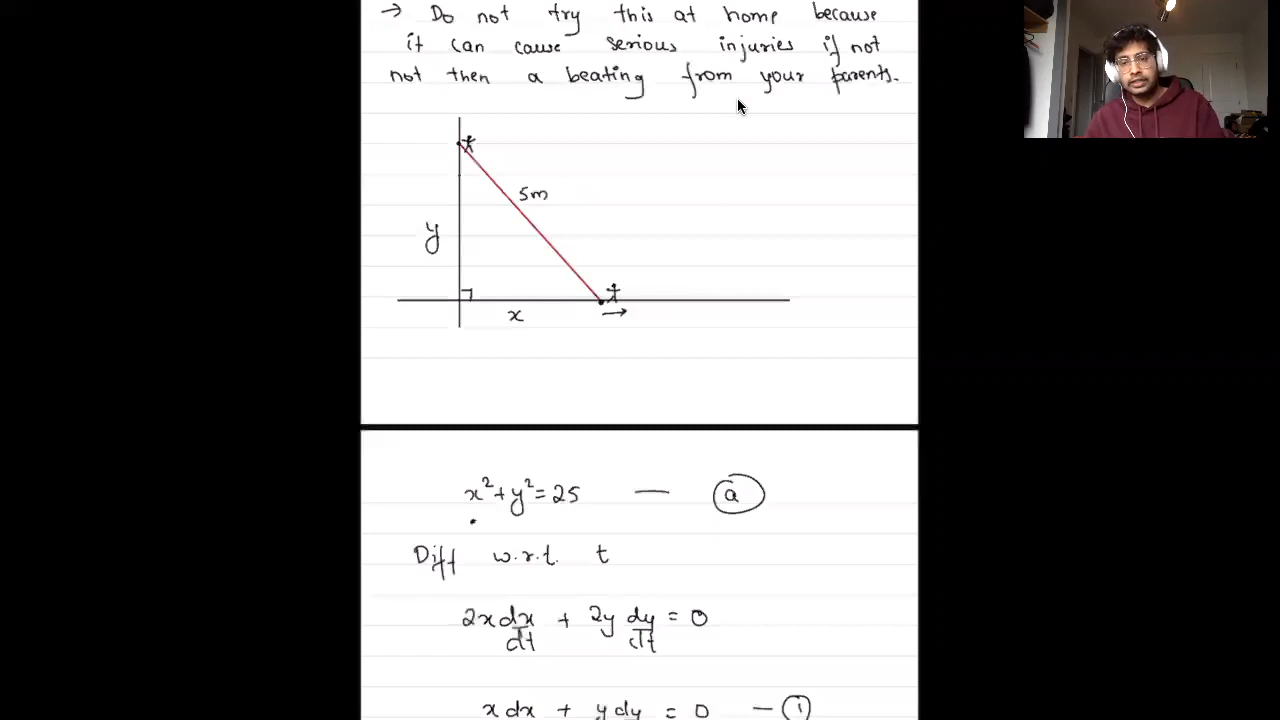 → Do not try this at home because
it can cause serious injuries if not
not then a beating from your parents.
5m
y
x
x²+y²=25 — a
Diff w.r.t. t
2x dx/dt + 2y dy/dt = 0
x dx + y dy = 0 — 1